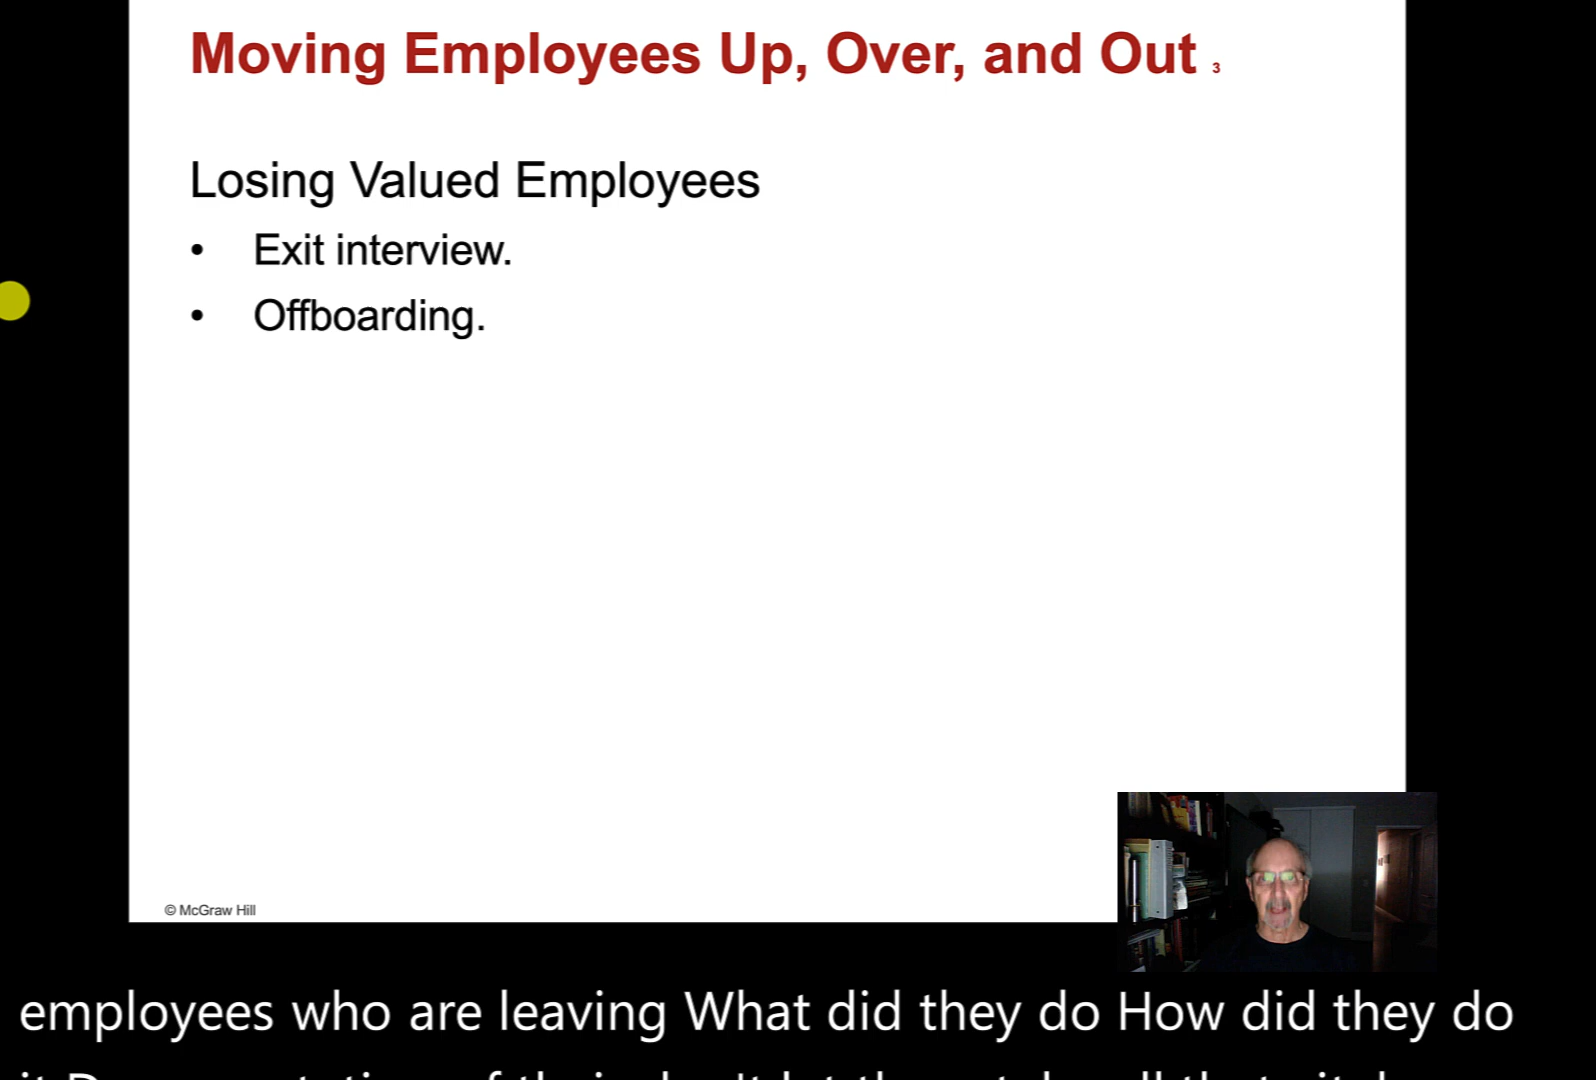 Moving Employees Up, Over, and Out 3
Losing Valued Employees
• Exit interview.
• Offboarding.
© McGraw Hill
employees who are leaving What did they do How did they do